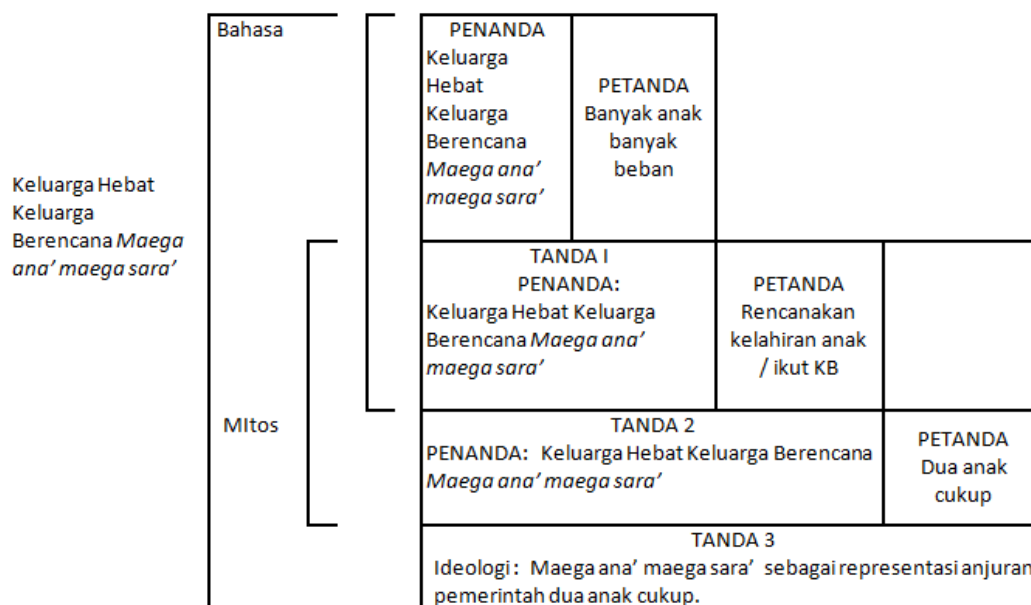 Keluarga Hebat
Keluarga
Berencana Maega
ana’ maega sara’
Bahasa
MItos
PENANDA
Keluarga
Hebat
Keluarga
Berencana
Maega ana’
maega sara’
PETANDA
Banyak anak
banyak
beban
TANDA I
PENANDA:
Keluarga Hebat Keluarga
Berencana Maega ana’
maega sara’
PETANDA
Rencanakan
kelahiran anak
/ ikut KB
TANDA 2
PENANDA: Keluarga Hebat Keluarga Berencana
Maega ana’ maega sara’
PETANDA
Dua anak
cukup
TANDA 3
Ideologi : Maega ana’ maega sara’ sebagai representasi anjuran
pemerintah dua anak cukup.